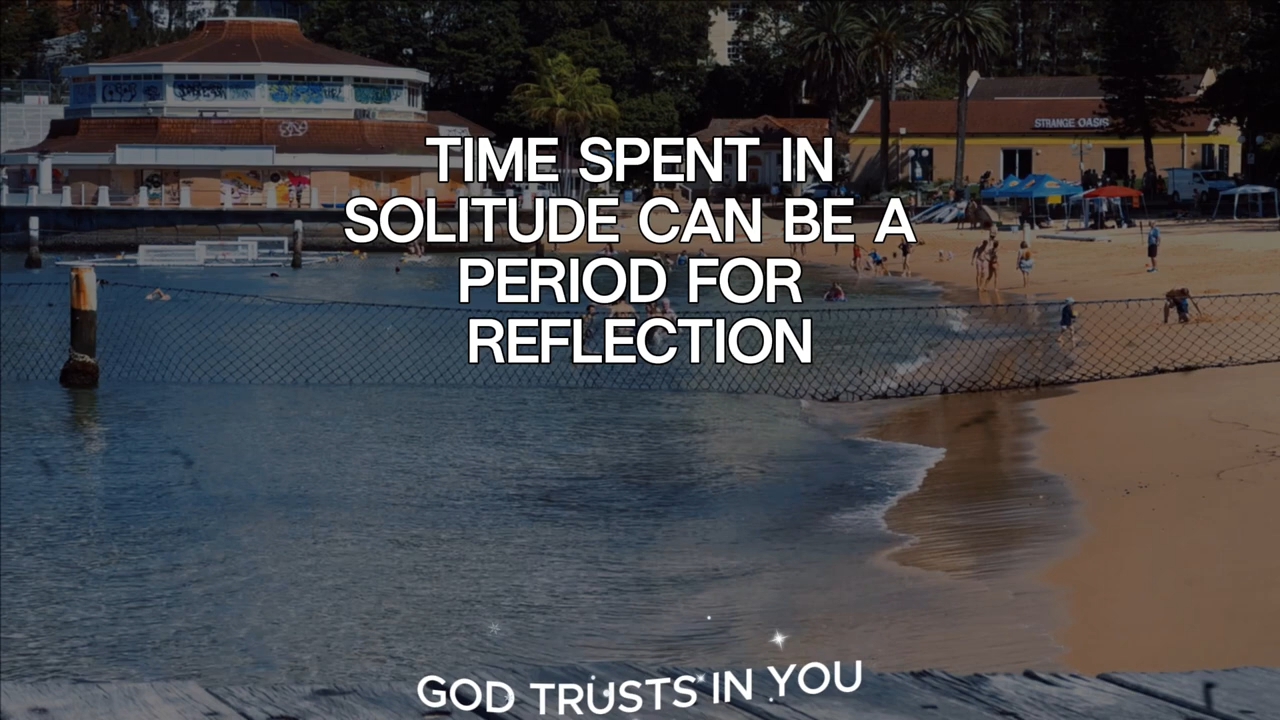 STRANGE OASIS
TIME SPENT IN
SOLITUDE CAN BE A
PERIOD FOR
REFLECTION
GOD TRUSTS IN YOU